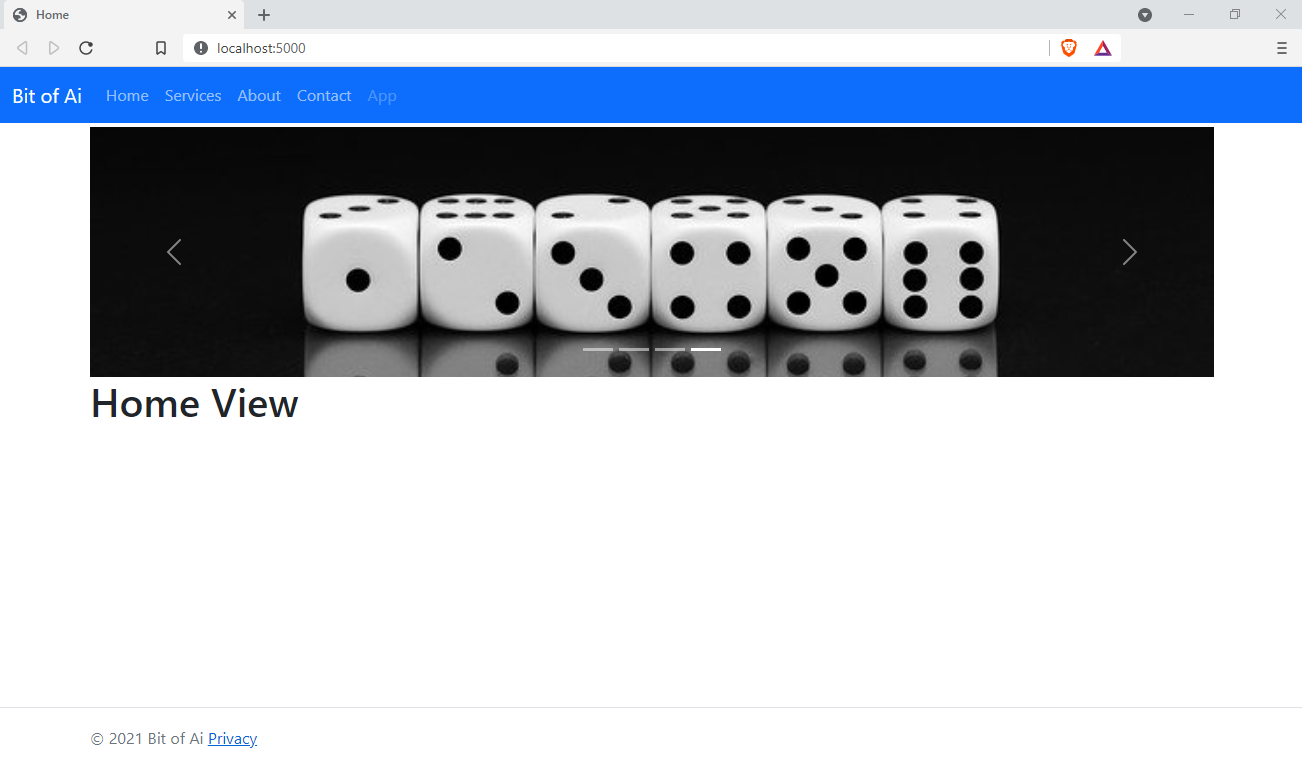 Home
localhost:5000
Bit of Ai Home Services About Contact App
Home View
© 2021 Bit of Ai Privacy